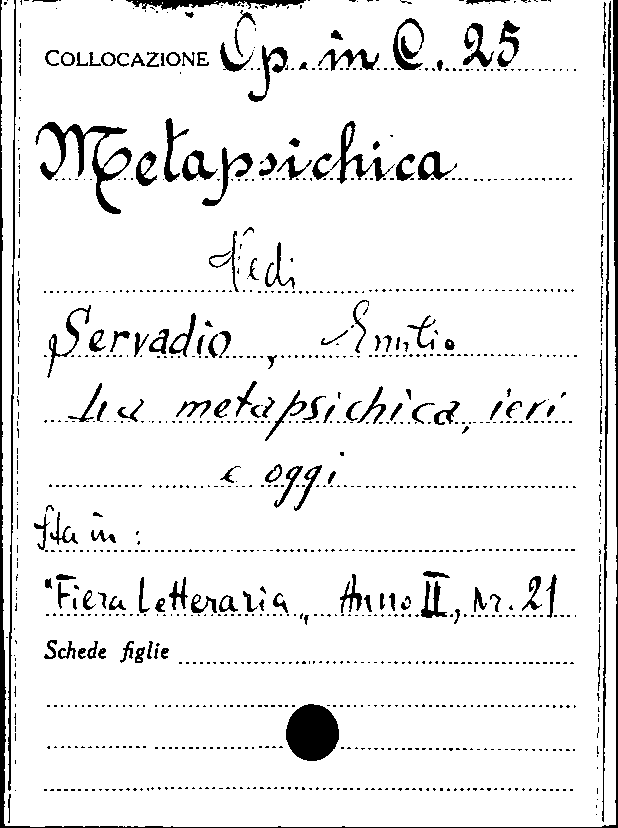 COLLOCAZIONE Op. in C. 25
Metapsichica
Vedi
Servadio, Emilio
La metapsichica, ieri
e oggi
Sta in :
"Fiera Letteraria„ Anno II, Nr. 21
Schede figlie